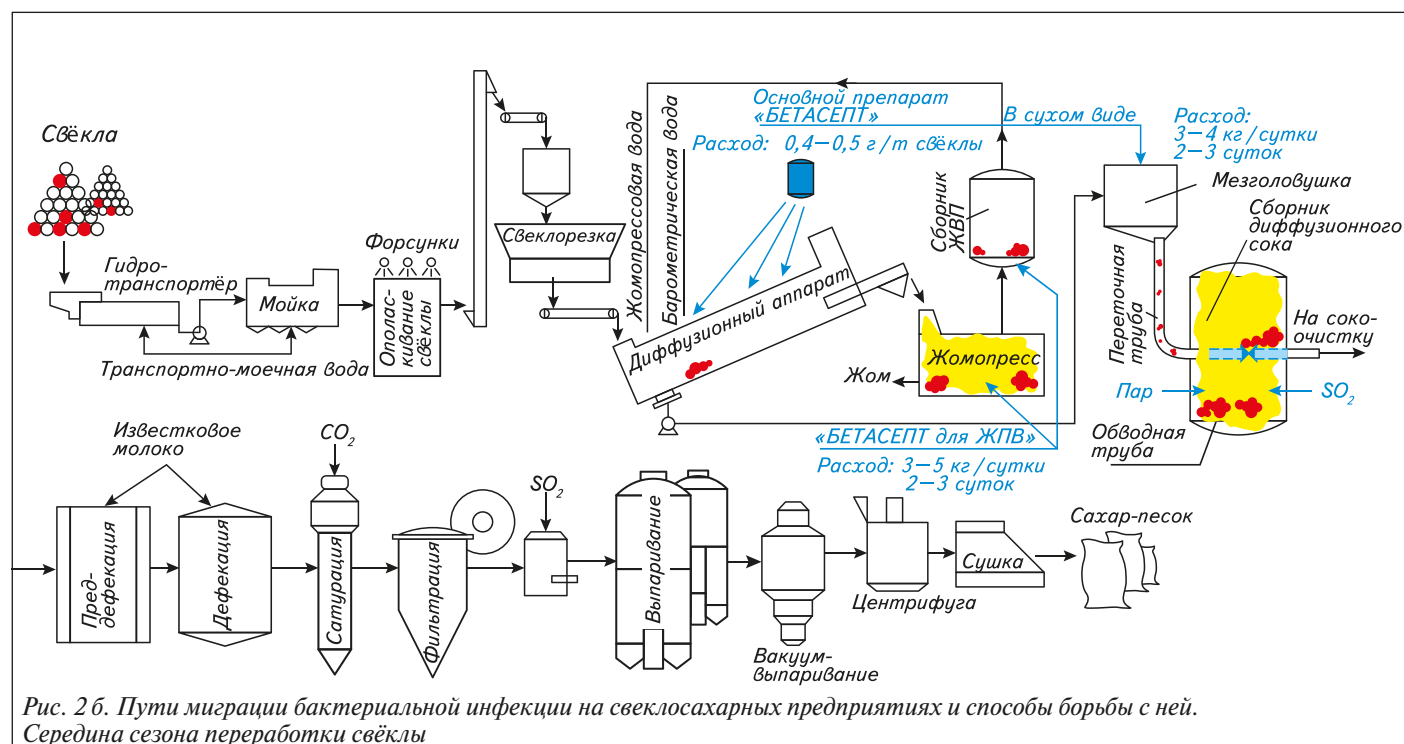 Свёкла
Гидро-
транспортёр
Мойка
Транспортно-моечная вода
Форсунки
Ополас-
кивание
свёклы
Свеклорезка
Жомопрессовая вода
Барометрическая вода
Основной препарат
«БЕТАСЕПТ»
Расход: 0,4—0,5 г/т свёклы
В сухом виде
Расход:
3—4 кг/сутки
2—3 суток
Диффузионный аппарат
Сборник
ЖВП
Жомопресс
Жом
«БЕТАСЕПТ для ЖПВ»
Расход: 3—5 кг/сутки
2—3 суток
Мезголовушка
Сборник
диффузионного
сока
Переточная
труба
На соко-
очистку
Пар
SO₂
Обводная
труба
Известковое
молоко
Пред-
дефекация
Дефекация
CO₂
Сатурация
Фильтрация
SO₂
Выпаривание
Вакуум-
выпаривание
Центрифуга
Сушка
Сахар-песок
Рис. 2 б. Пути миграции бактериальной инфекции на свеклосахарных предприятиях и способы борьбы с ней.
Середина сезона переработки свёклы